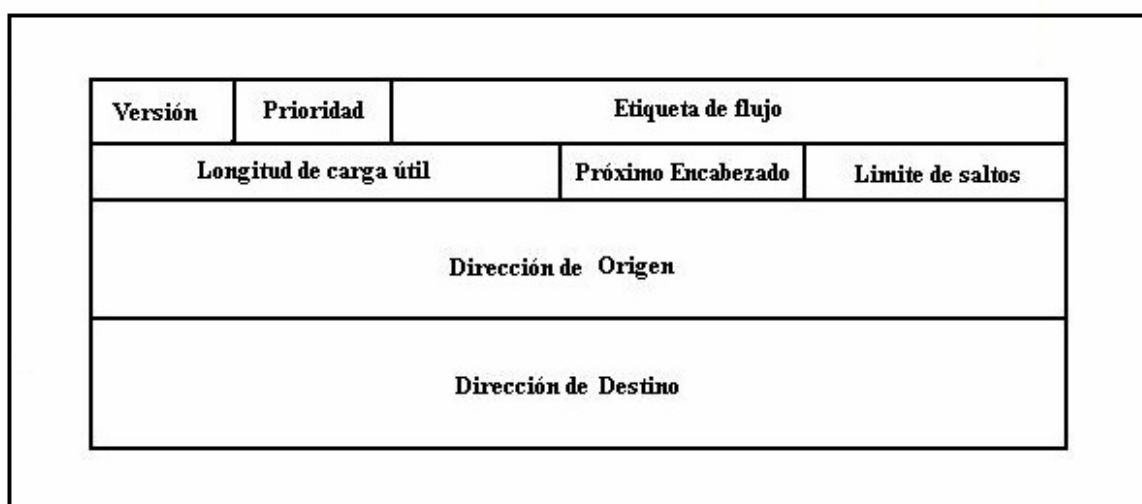 Versión
Prioridad
Etiqueta de flujo
Longitud de carga útil
Próximo Encabezado
Limite de saltos
Dirección de Origen
Dirección de Destino